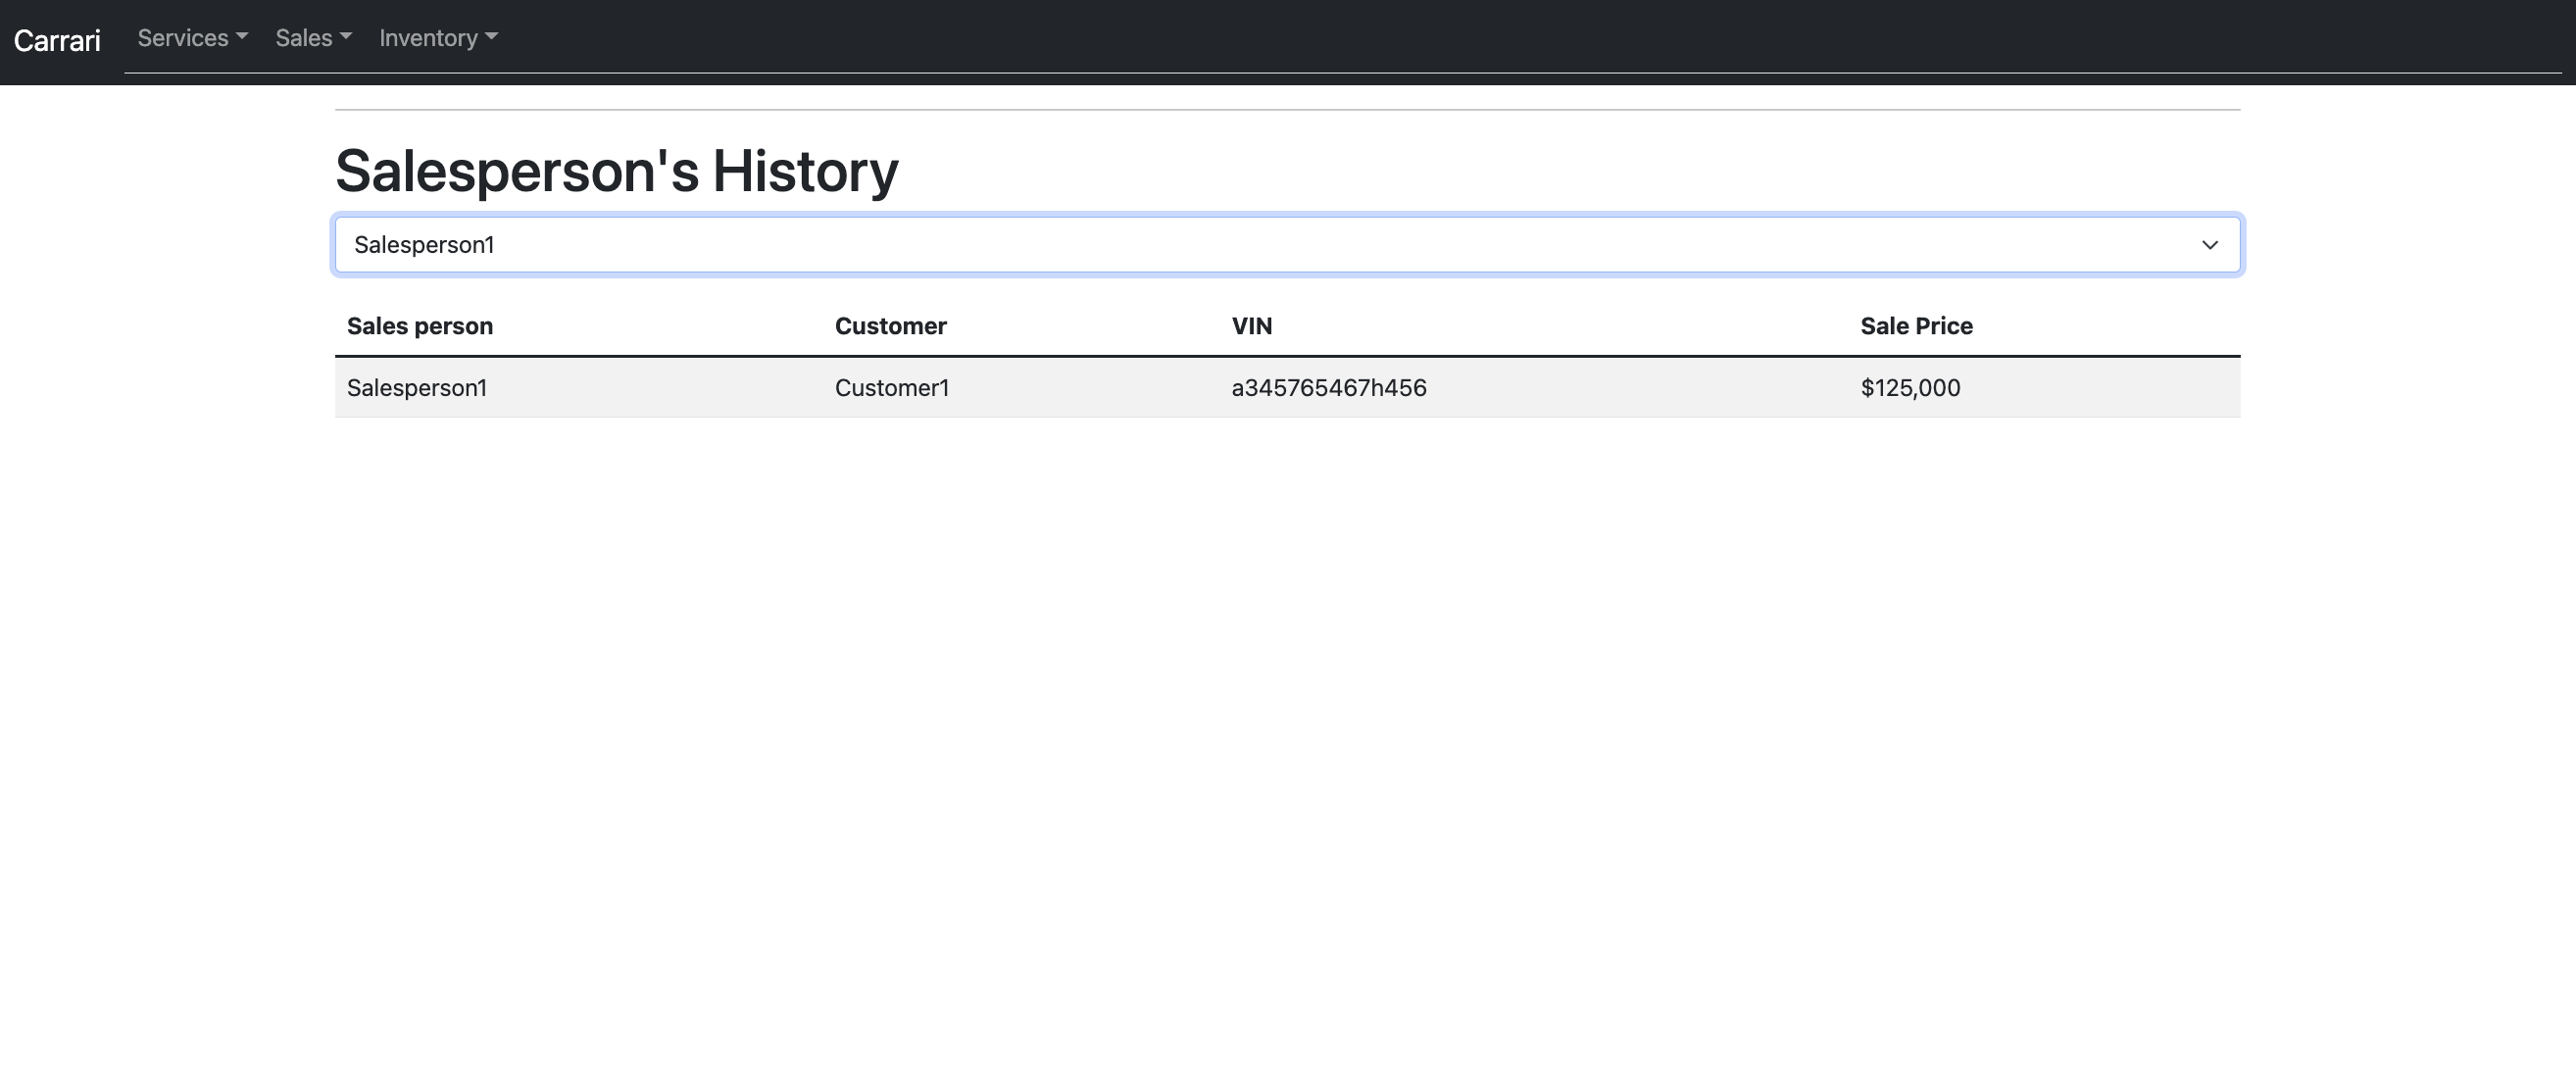 Carrari Services Sales Inventory
Salesperson's History
Salesperson1
Sales person Customer VIN Sale Price
Salesperson1 Customer1 a345765467h456 $125,000